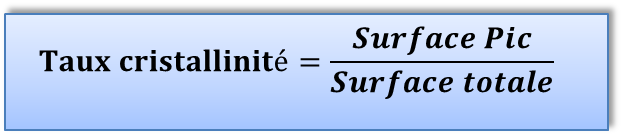 Taux cristallinité = Surface Pic / Surface totale